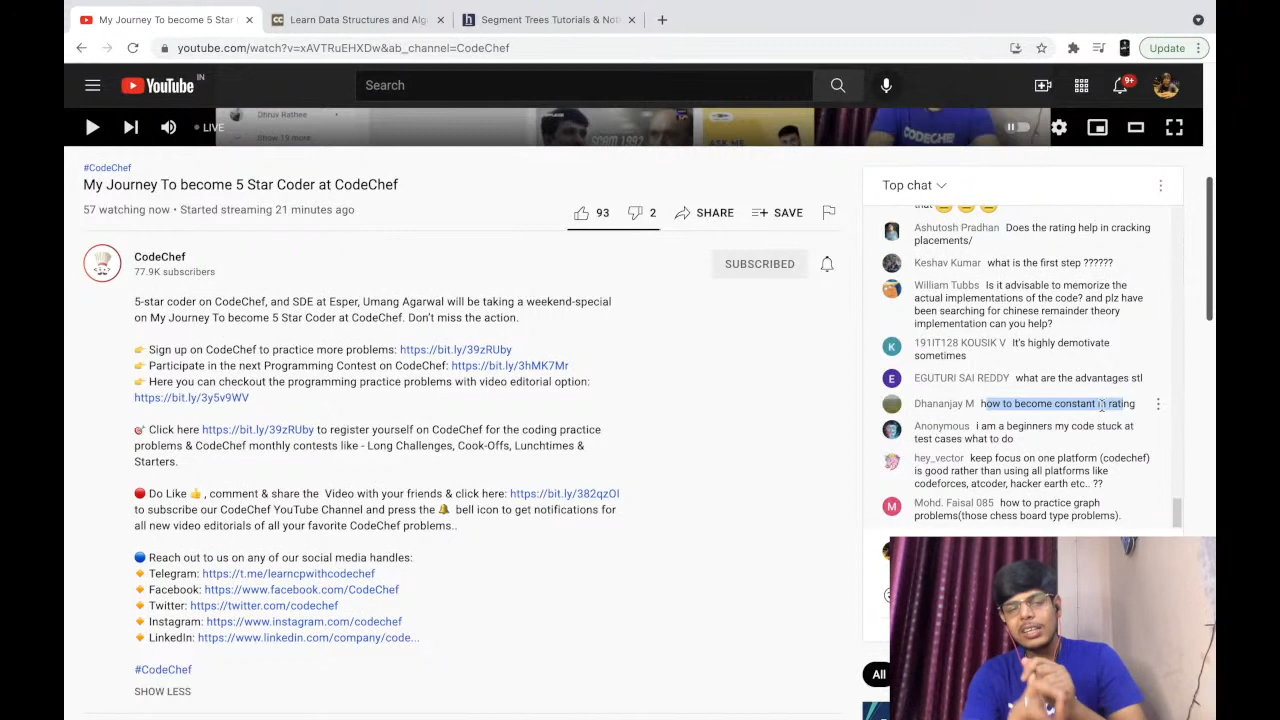 My Journey To become 5 Star
Learn Data Structures and Alg
Segment Trees Tutorials & Not
youtube.com/watch?v=xAVTRuEHXDw&ab_channel=CodeChef
Update
YouTube IN
Search
9+
Dhruv Rathee
Show 19 more
SCAM 1992
ASK ME
CODECHE
LIVE
#CodeChef
My Journey To become 5 Star Coder at CodeChef
57 watching now • Started streaming 21 minutes ago
93
2
SHARE
SAVE
CodeChef
77.9K subscribers
SUBSCRIBED
5-star coder on CodeChef, and SDE at Esper, Umang Agarwal will be taking a weekend-special
on My Journey To become 5 Star Coder at CodeChef. Don't miss the action.
👉 Sign up on CodeChef to practice more problems: https://bit.ly/39zRUby
👉 Participate in the next Programming Contest on CodeChef: https://bit.ly/3hMK7Mr
👉 Here you can checkout the programming practice problems with video editorial option:
https://bit.ly/3y5v9WV
🎯 Click here https://bit.ly/39zRUby to register yourself on CodeChef for the coding practice
problems & CodeChef monthly contests like - Long Challenges, Cook-Offs, Lunchtimes &
Starters.
🔴 Do Like 👍, comment & share the Video with your friends & click here: https://bit.ly/382qzOI
to subscribe our CodeChef YouTube Channel and press the 🔔 bell icon to get notifications for
all new video editorials of all your favorite CodeChef problems..
🔵 Reach out to us on any of our social media handles:
🔸 Telegram: https://t.me/learncpwithcodechef
🔸 Facebook: https://www.facebook.com/CodeChef
🔸 Twitter: https://twitter.com/codechef
🔸 Instagram: https://www.instagram.com/codechef
🔸 LinkedIn: https://www.linkedin.com/company/code...
#CodeChef
SHOW LESS
Top chat
that
Ashutosh Pradhan Does the rating help in cracking
placements/
Keshav Kumar what is the first step ??????
William Tubbs Is it advisable to memorize the
actual implementations of the code? and plz have
been searching for chinese remainder theory
implementation can you help?
K
191IT128 KOUSIK V It's highly demotivate
sometimes
E
EGUTURI SAI REDDY what are the advantages stl
Dhananjay M how to become constant in rating
Anonymous i am a beginners my code stuck at
test cases what to do
hey_vector keep focus on one platform (codechef)
is good rather than using all platforms like
codeforces, atcoder, hacker earth etc.. ??
M
Mohd. Faisal 085 how to practice graph
problems(those chess board type problems).
All